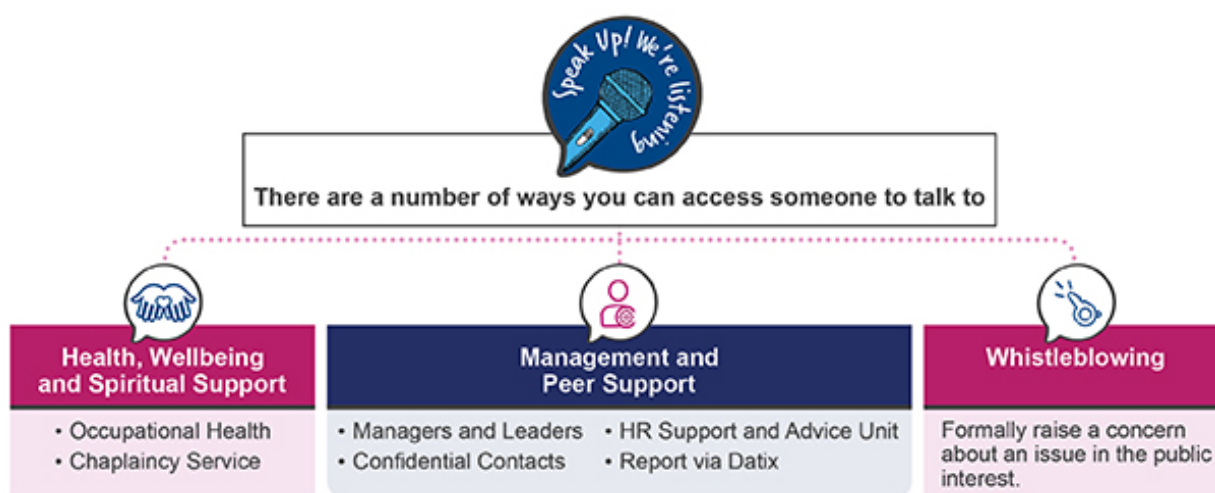 Speak Up! We're listening
There are a number of ways you can access someone to talk to
Health, Wellbeing
and Spiritual Support
• Occupational Health
• Chaplaincy Service
Management and
Peer Support
• Managers and Leaders
• Confidential Contacts
• HR Support and Advice Unit
• Report via Datix
Whistleblowing
Formally raise a concern
about an issue in the public
interest.